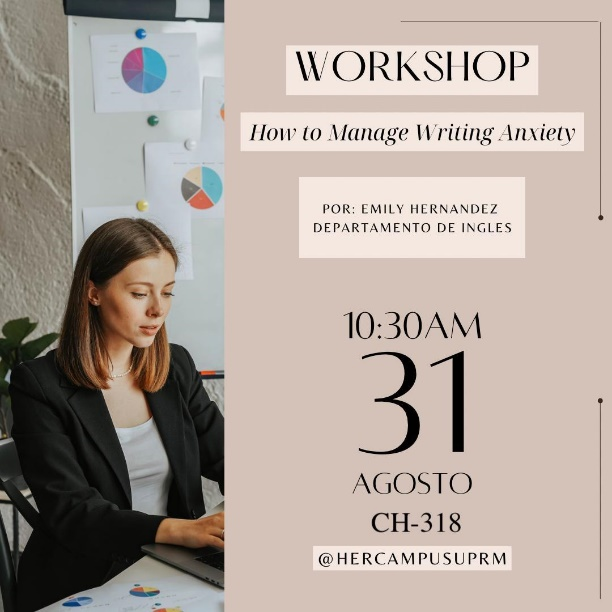 WORKSHOP
How to Manage Writing Anxiety
POR: EMILY HERNANDEZ
DEPARTAMENTO DE INGLES
10:30AM
31
AGOSTO
CH-318
@HERCAMPUSUPRM